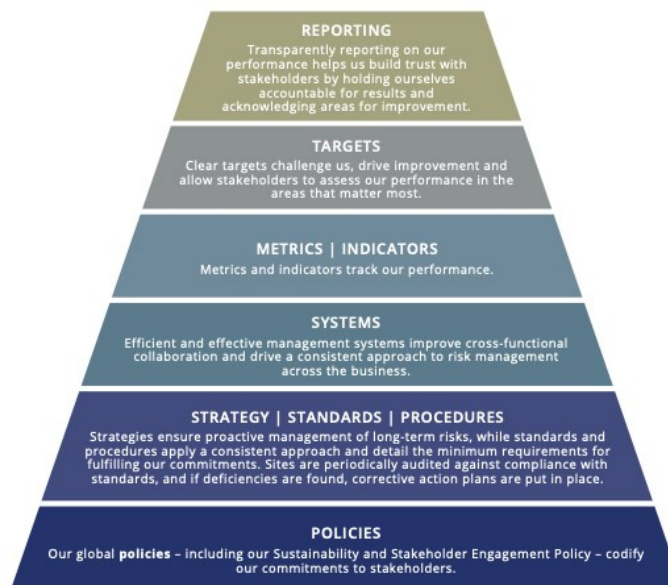 REPORTING
Transparently reporting on our
performance helps us build trust with
stakeholders by holding ourselves
accountable for results and
acknowledging areas for improvement.
TARGETS
Clear targets challenge us, drive improvement and
allow stakeholders to assess our performance in the
areas that matter most.
METRICS | INDICATORS
Metrics and indicators track our performance.
SYSTEMS
Efficient and effective management systems improve cross-functional
collaboration and drive a consistent approach to risk management
across the business.
STRATEGY | STANDARDS | PROCEDURES
Strategies ensure proactive management of long-term risks, while standards and
procedures apply a consistent approach and detail the minimum requirements for
fulfilling our commitments. Sites are periodically audited against compliance with
standards, and if deficiencies are found, corrective action plans are put in place.
POLICIES
Our global policies – including our Sustainability and Stakeholder Engagement Policy – codify
our commitments to stakeholders.